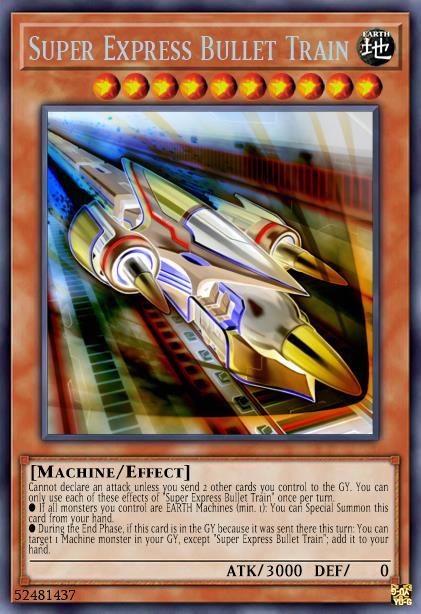 Super Express Bullet Train
EARTH
地
[Machine/Effect]
Cannot declare an attack unless you send 2 other cards you control to the GY. You can
only use each of these effects of "Super Express Bullet Train" once per turn.
● If all monsters you control are EARTH Machines (min. 1): You can Special Summon this
card from your hand.
● During the End Phase, if this card is in the GY because it was sent there this turn: You can
target 1 Machine monster in your GY, except "Super Express Bullet Train"; add it to your
hand.
ATK/3000 DEF/ 0
52481437